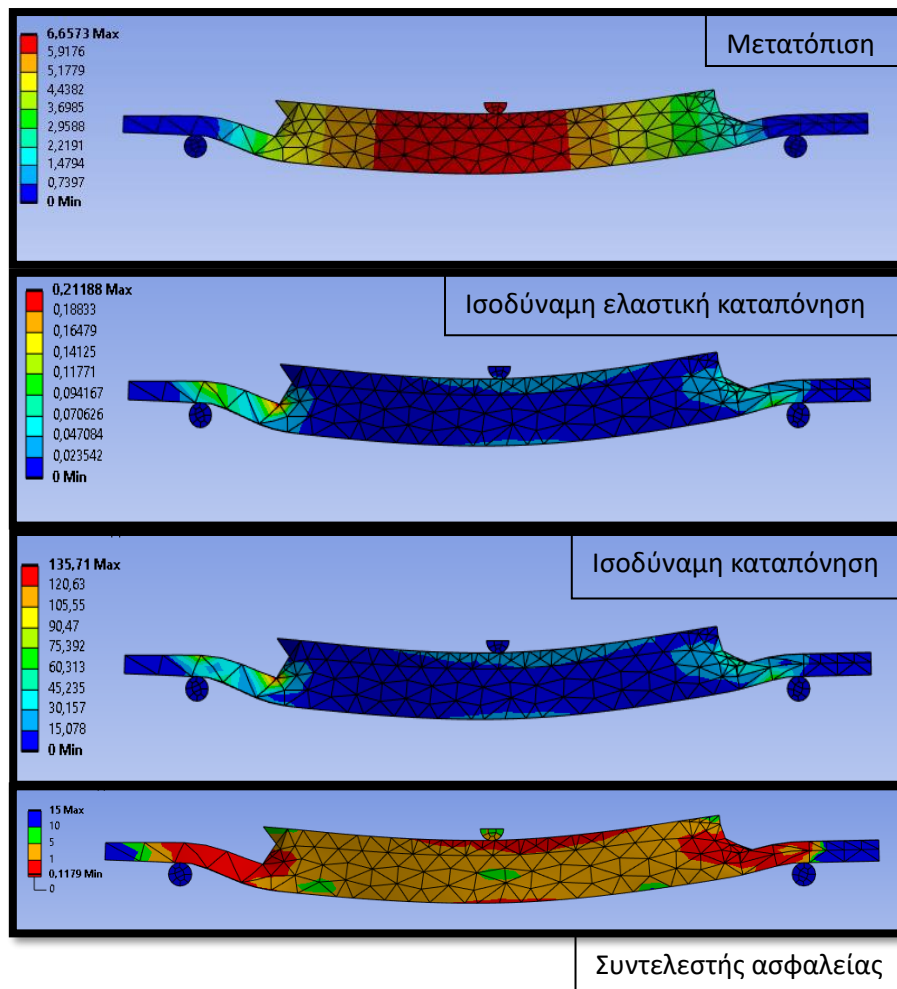 6,6573 Max
5,9176
5,1779
4,4382
3,6985
2,9588
2,2191
1,4794
0,7397
0 Min
Μετατόπιση
0,21188 Max
0,18833
0,16479
0,14125
0,11771
0,094167
0,070626
0,047084
0,023542
0 Min
Ισοδύναμη ελαστική καταπόνηση
135,71 Max
120,63
105,55
90,47
75,392
60,313
45,235
30,157
15,078
0 Min
Ισοδύναμη καταπόνηση
15 Max
10
5
1
0,1179 Min
0
Συντελεστής ασφαλείας